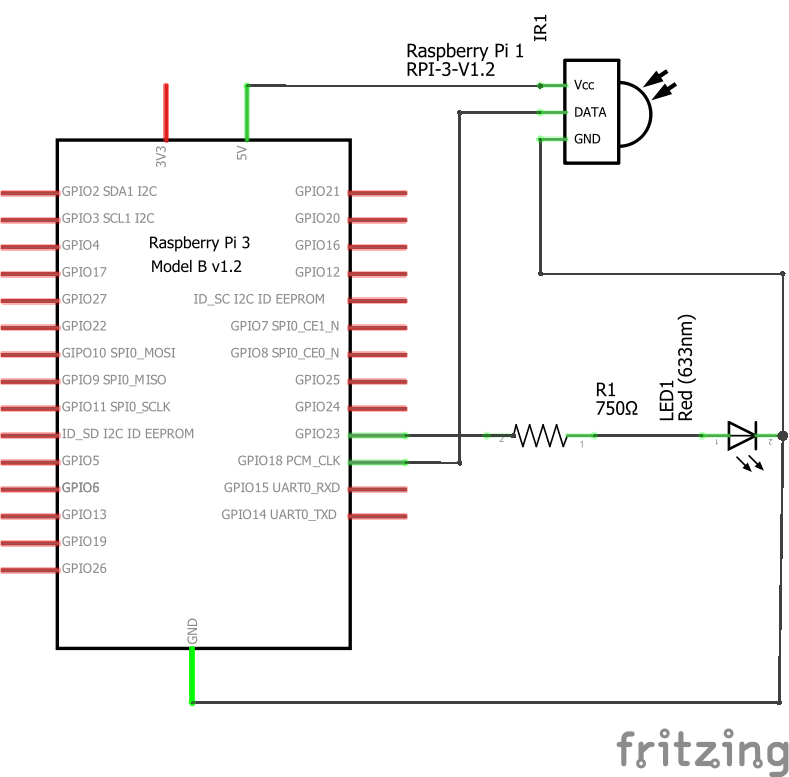 IR1
Raspberry Pi 1
RPI-3-V1.2
Vcc
DATA
GND
3V3
5V
Raspberry Pi 3
Model B v1.2
GPIO2 SDA1 I2C
GPIO3 SCL1 I2C
GPIO4
GPIO17
GPIO27
GPIO22
GIPO10 SPI0_MOSI
GPIO9 SPI0_MISO
GPIO11 SPI0_SCLK
ID_SD I2C ID EEPROM
GPIO5
GPIO6
GPIO13
GPIO19
GPIO26
GPIO21
GPIO20
GPIO16
GPIO12
ID_SC I2C ID EEPROM
GPIO7 SPI0_CE1_N
GPIO8 SPI0_CE0_N
GPIO25
GPIO24
GPIO23
GPIO18 PCM_CLK
GPIO15 UART0_RXD
GPIO14 UART0_TXD
GND
R1
750Ω
2
1
LED1
Red (633nm)
1
2
fritzing